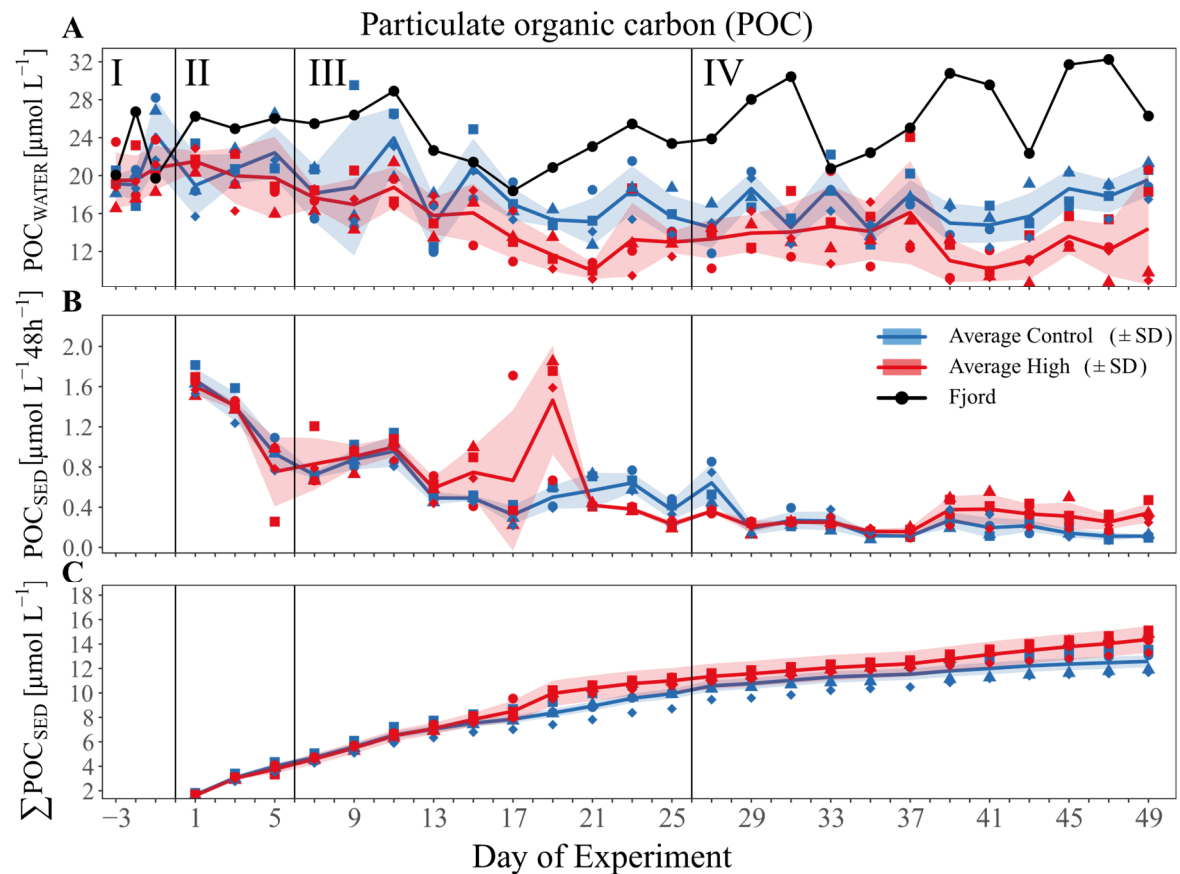 Particulate organic carbon (POC)
A
I II III IV
POC_WATER [μmol L⁻¹]
32
28
24
20
16
12
B
POC_SED [μmol L⁻¹48h⁻¹]
2.0
1.6
1.2
0.8
0.4
0.0
Average Control (± SD)
Average High (± SD)
Fjord
C
∑POC_SED [μmol L⁻¹]
18
16
14
12
10
8
6
4
2
−3 1 5 9 13 17 21 25 29 33 37 41 45 49
Day of Experiment